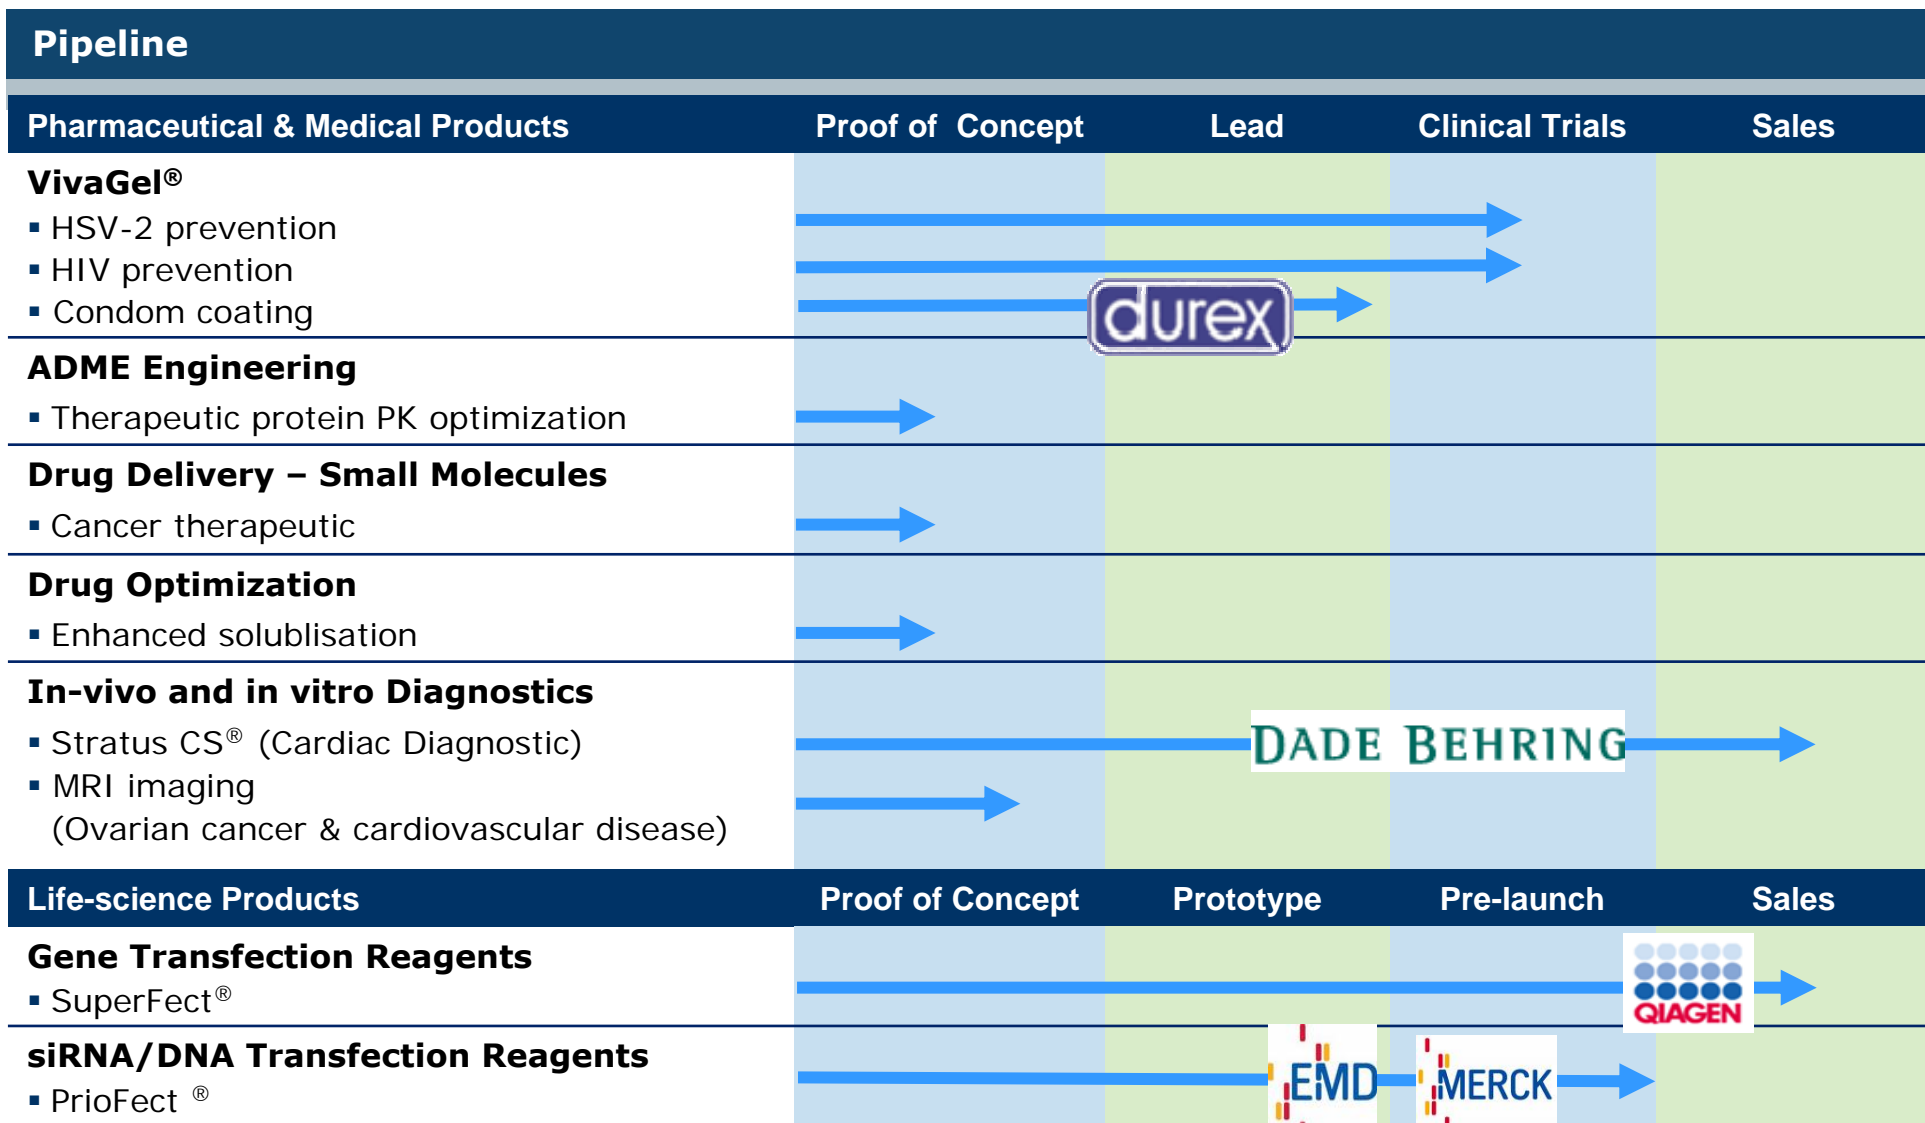 Pipeline
Pharmaceutical & Medical Products Proof of Concept Lead Clinical Trials Sales
VivaGel®
▪ HSV-2 prevention
▪ HIV prevention
▪ Condom coating
durex
ADME Engineering
▪ Therapeutic protein PK optimization
Drug Delivery – Small Molecules
▪ Cancer therapeutic
Drug Optimization
▪ Enhanced solublisation
In-vivo and in vitro Diagnostics
▪ Stratus CS® (Cardiac Diagnostic)
DADE BEHRING
▪ MRI imaging
(Ovarian cancer & cardiovascular disease)
Life-science Products Proof of Concept Prototype Pre-launch Sales
Gene Transfection Reagents
▪ SuperFect®
QIAGEN
siRNA/DNA Transfection Reagents
▪ PrioFect ®
EMD
MERCK